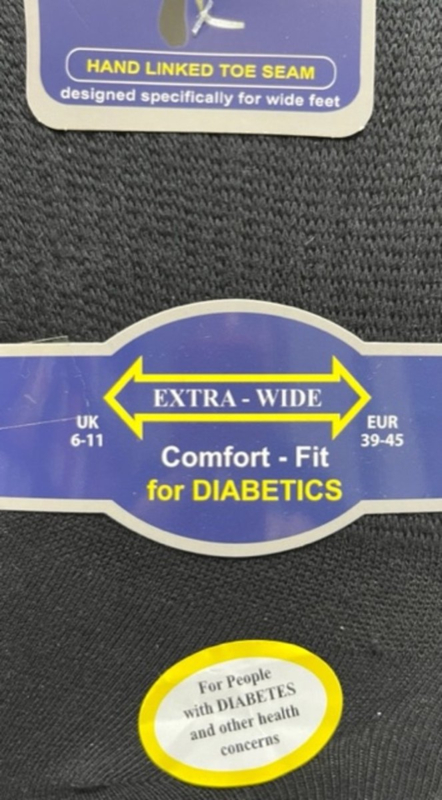 HAND LINKED TOE SEAM
designed specifically for wide feet
EXTRA - WIDE
UK
6-11
EUR
39-45
Comfort - Fit
for DIABETICS
For People
with DIABETES
and other health
concerns